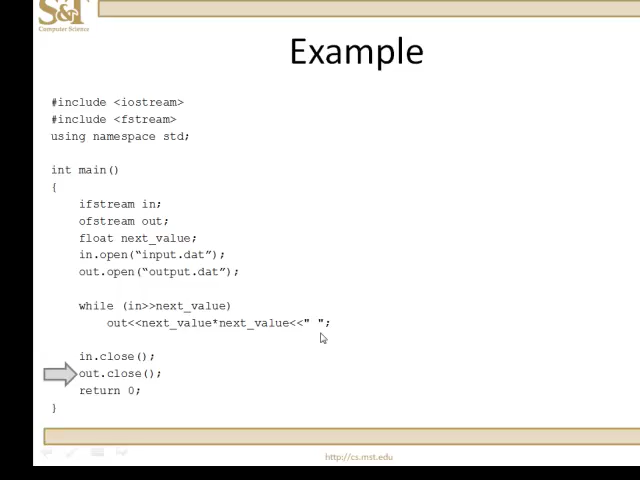 S&T
Computer Science
Example
#include <iostream>
#include <fstream>
using namespace std;
int main()
{
ifstream in;
ofstream out;
float next_value;
in.open(“input.dat”);
out.open(“output.dat”);
while (in>>next_value)
out<<next_value*next_value<<" ";
in.close();
out.close();
return 0;
}
http://cs.mst.edu